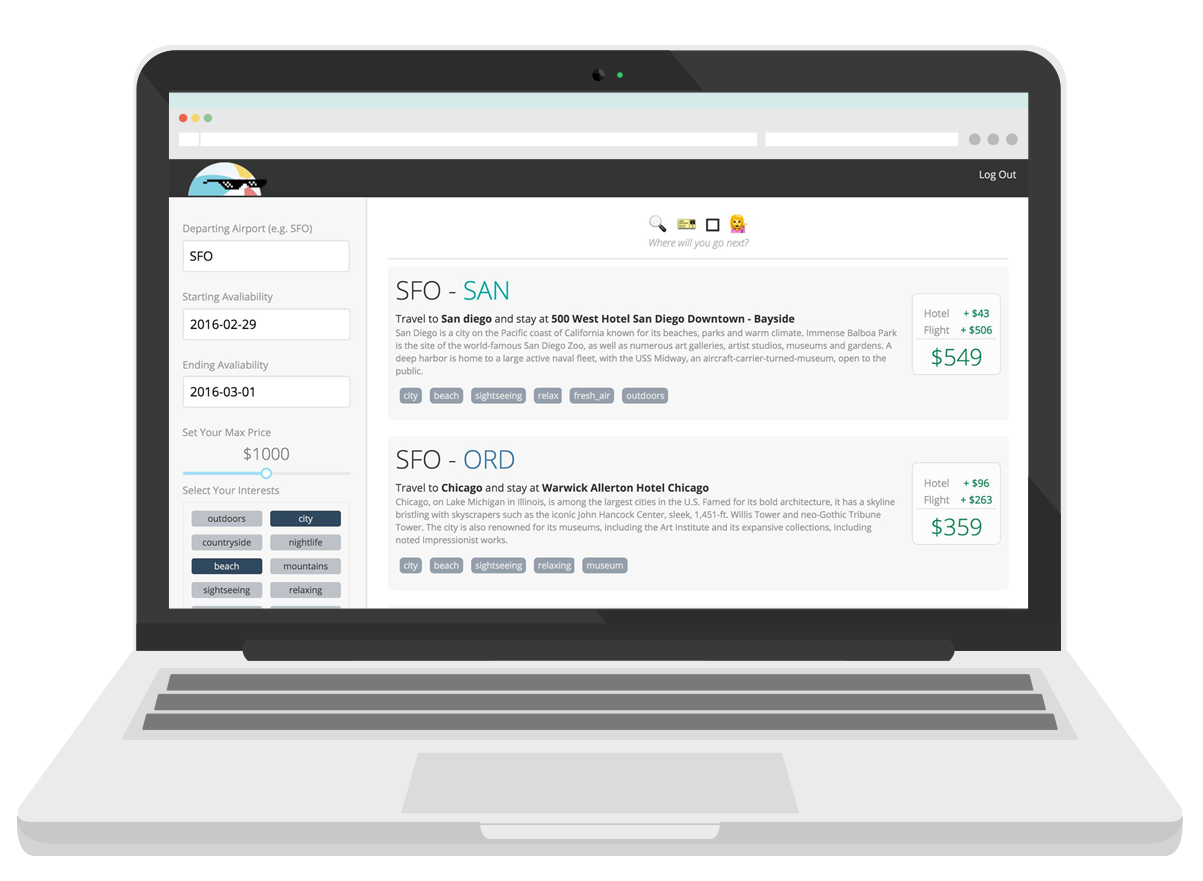 Log Out
Departing Airport (e.g. SFO)
SFO
Starting Avaliability
2016-02-29
Ending Avaliability
2016-03-01
Set Your Max Price
$1000
Select Your Interests
outdoors city
countryside nightlife
beach mountains
sightseeing relaxing
Where will you go next?
SFO - SAN
Travel to San diego and stay at 500 West Hotel San Diego Downtown - Bayside
San Diego is a city on the Pacific coast of California known for its beaches, parks and warm climate. Immense Balboa Park
is the site of the world-famous San Diego Zoo, as well as numerous art galleries, artist studios, museums and gardens. A
deep harbor is home to a large active naval fleet, with the USS Midway, an aircraft-carrier-turned-museum, open to the
public.
city beach sightseeing relax fresh_air outdoors
Hotel + $43
Flight + $506
$549
SFO - ORD
Travel to Chicago and stay at Warwick Allerton Hotel Chicago
Chicago, on Lake Michigan in Illinois, is among the largest cities in the U.S. Famed for its bold architecture, it has a skyline
bristling with skyscrapers such as the iconic John Hancock Center, sleek, 1,451-ft. Willis Tower and neo-Gothic Tribune
Tower. The city is also renowned for its museums, including the Art Institute and its expansive collections, including
noted Impressionist works.
city beach sightseeing relaxing museum
Hotel + $96
Flight + $263
$359